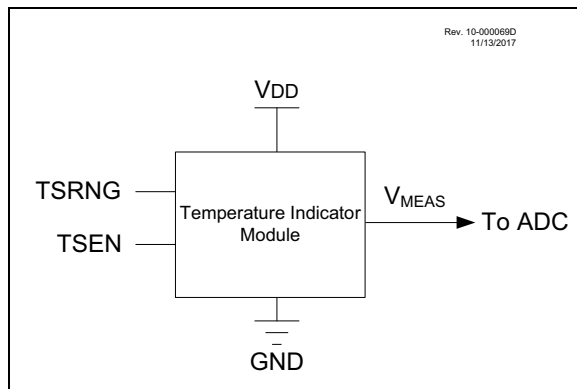 Rev. 10-000069D
11/13/2017
VDD
TSRNG
Temperature Indicator
Module
VMEAS
To ADC
TSEN
GND